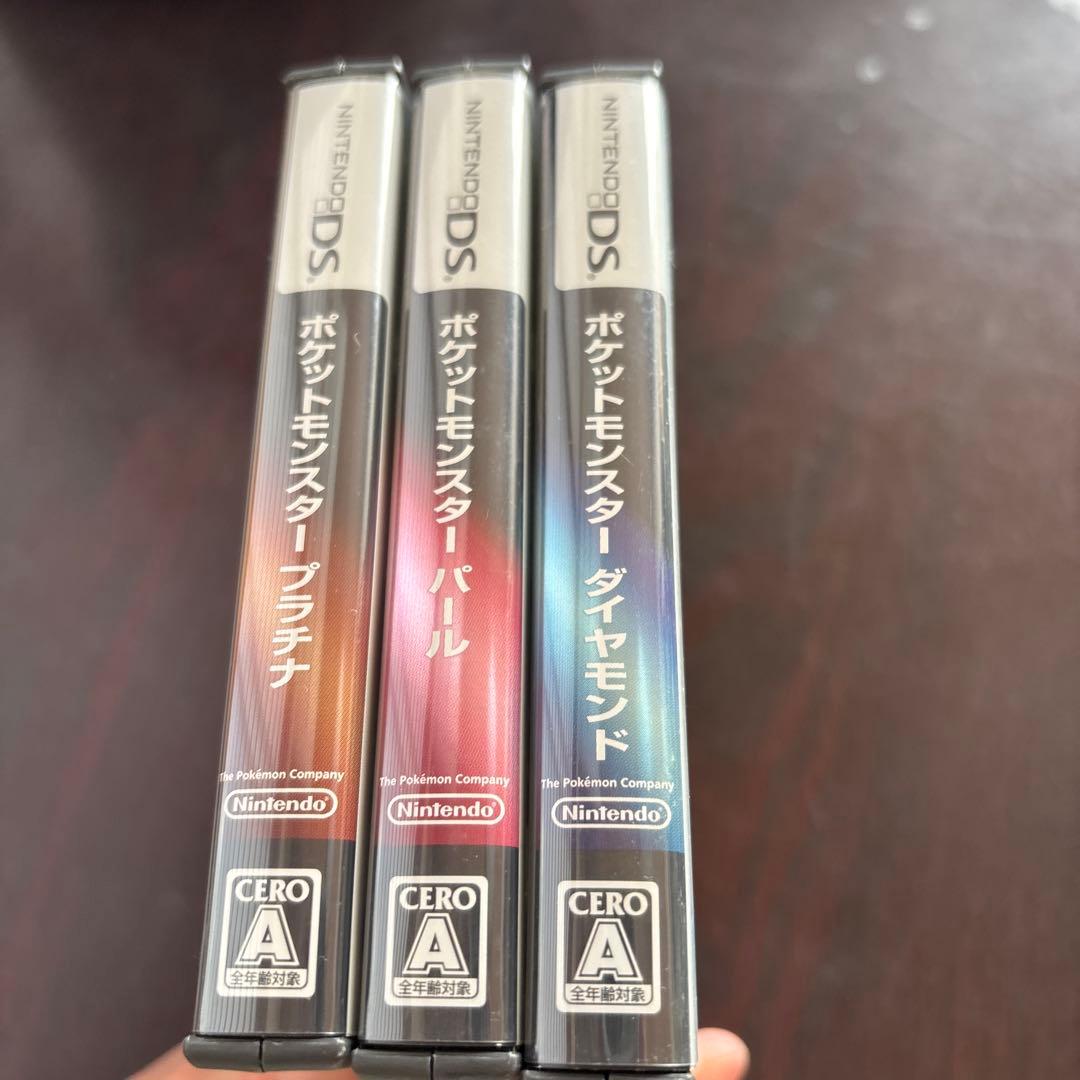 NINTENDO DS
ポケットモンスター プラチナ
The Pokémon Company
Nintendo
CERO
A
全年齢対象
NINTENDO DS
ポケットモンスター パール
The Pokémon Company
Nintendo
CERO
A
全年齢対象
NINTENDO DS
ポケットモンスター ダイヤモンド
The Pokémon Company
Nintendo
CERO
A
全年齢対象